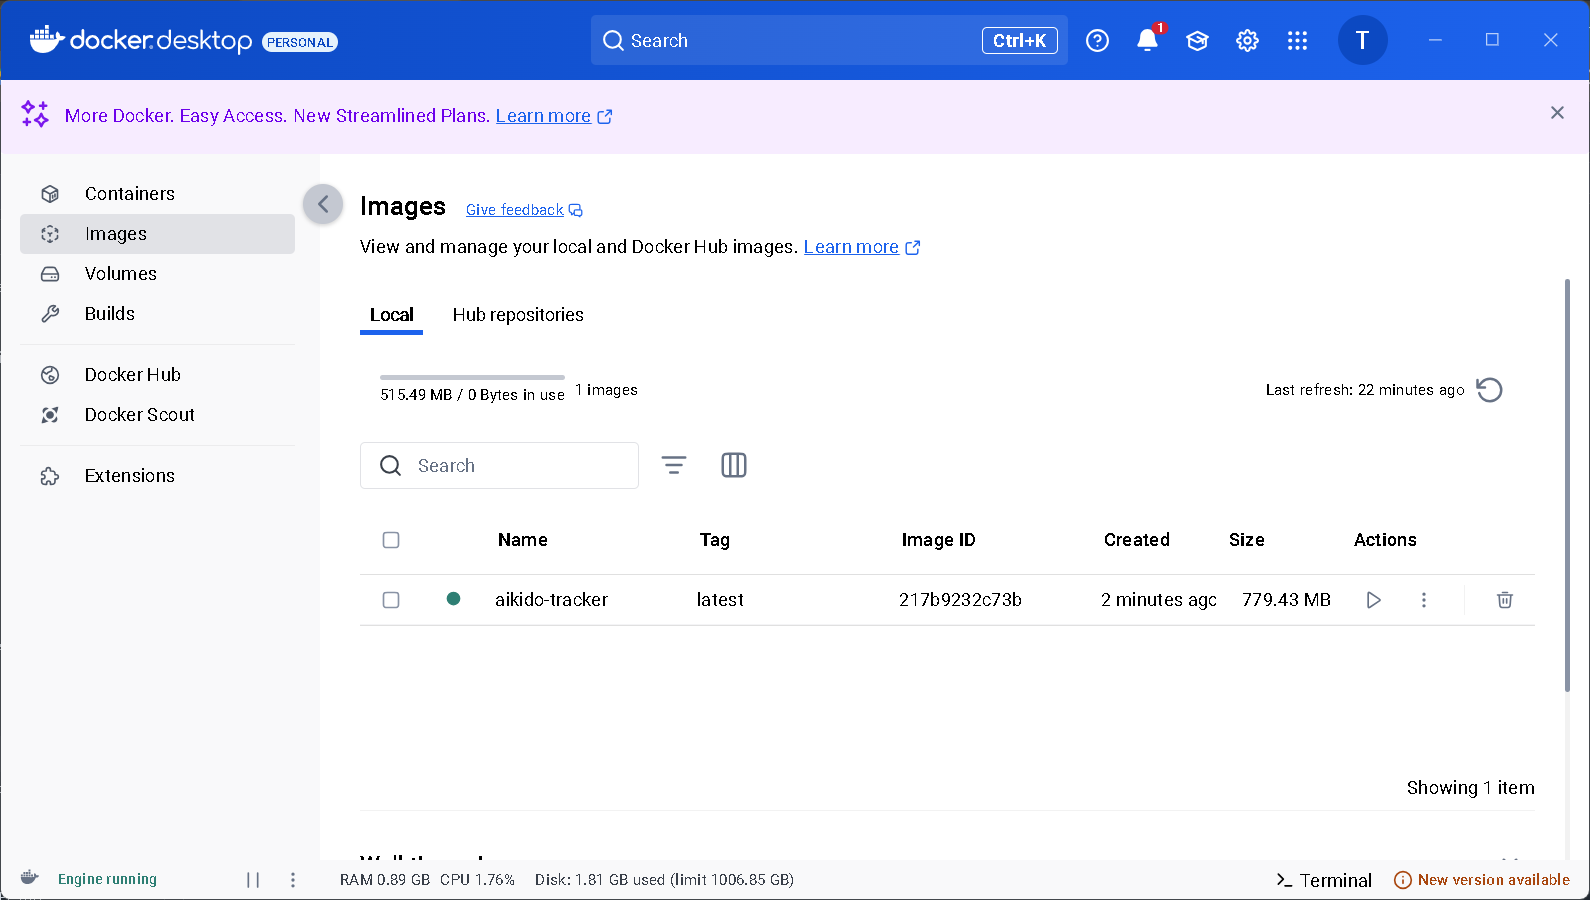 docker.desktop PERSONAL
Search Ctrl+K
1
T
More Docker. Easy Access. New Streamlined Plans. Learn more
Containers
Images
Volumes
Builds
Docker Hub
Docker Scout
Extensions
Images Give feedback
View and manage your local and Docker Hub images. Learn more
Local Hub repositories
515.49 MB / 0 Bytes in use 1 images
Last refresh: 22 minutes ago
Search
Name Tag Image ID Created Size Actions
aikido-tracker latest 217b9232c73b 2 minutes ago 779.43 MB
Showing 1 item
Engine running RAM 0.89 GB CPU 1.76% Disk: 1.81 GB used (limit 1006.85 GB) Terminal New version available